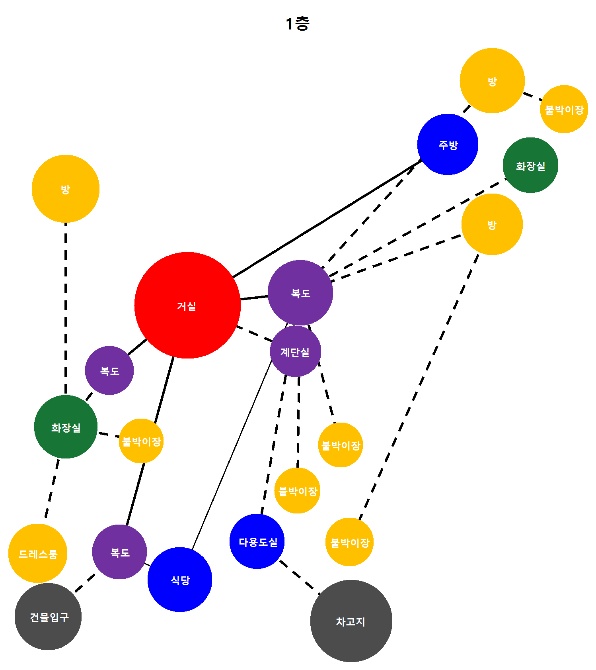 1층
방
붙박이장
주방
화장실
방
방
복도
거실
계단실
복도
화장실
붙박이장
붙박이장
붙박이장
다용도실
붙박이장
드레스룸
복도
식당
건물입구
차고지